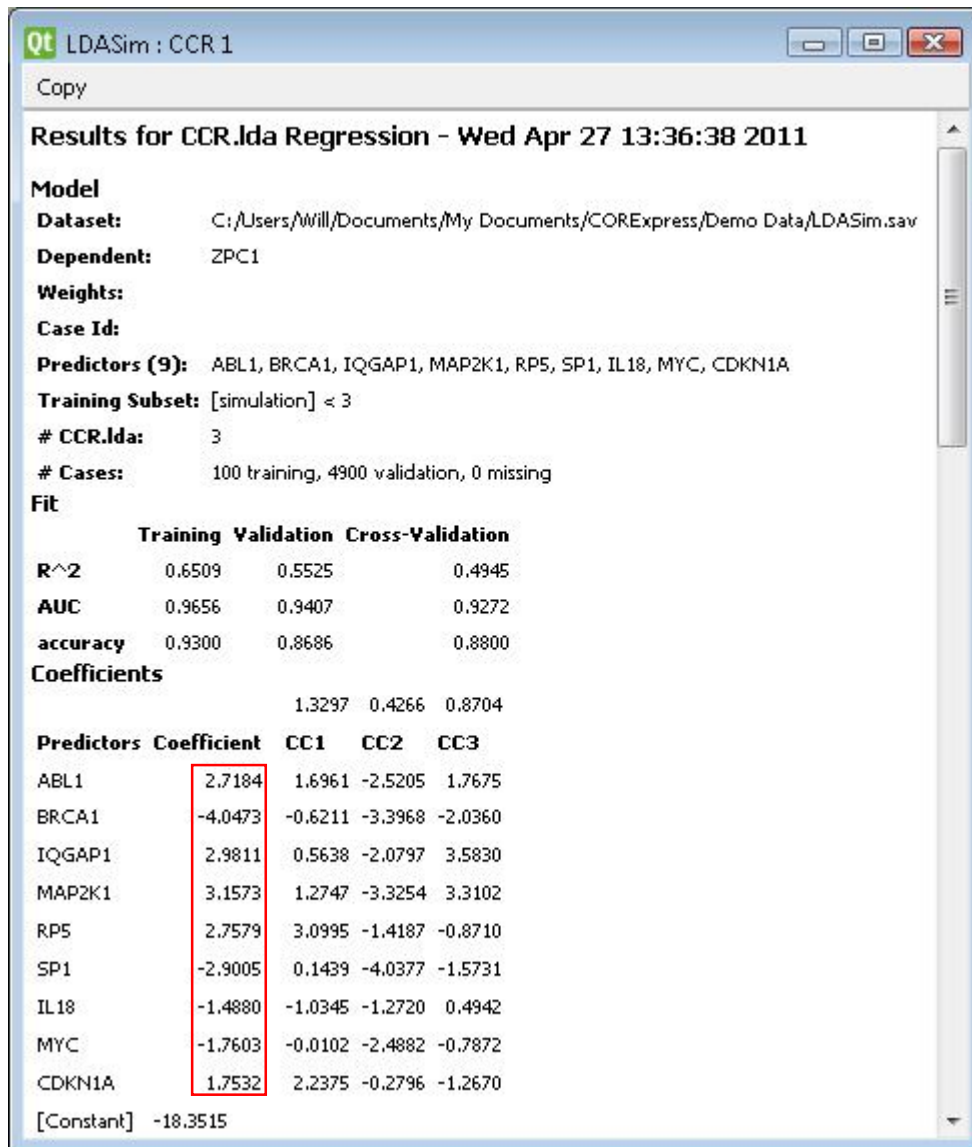 Qt LDASim : CCR 1
Copy
Results for CCR.lda Regression - Wed Apr 27 13:36:38 2011
Model
Dataset: C:/Users/Will/Documents/My Documents/CORExpress/Demo Data/LDASim.sav
Dependent: ZPC1
Weights:
Case Id:
Predictors (9): ABL1, BRCA1, IQGAP1, MAP2K1, RP5, SP1, IL18, MYC, CDKN1A
Training Subset: [simulation] < 3
# CCR.lda: 3
# Cases: 100 training, 4900 validation, 0 missing
Fit
Training Validation Cross-Validation
R^2 0.6509 0.5525 0.4945
AUC 0.9656 0.9407 0.9272
accuracy 0.9300 0.8686 0.8800
Coefficients
1.3297 0.4266 0.8704
Predictors Coefficient CC1 CC2 CC3
ABL1 2.7184 1.6961 -2.5205 1.7675
BRCA1 -4.0473 -0.6211 -3.3968 -2.0360
IQGAP1 2.9811 0.5638 -2.0797 3.5830
MAP2K1 3.1573 1.2747 -3.3254 3.3102
RP5 2.7579 3.0995 -1.4187 -0.8710
SP1 -2.9005 0.1439 -4.0377 -1.5731
IL18 -1.4880 -1.0345 -1.2720 0.4942
MYC -1.7603 -0.0102 -2.4882 -0.7872
CDKN1A 1.7532 2.2375 -0.2796 -1.2670
[Constant] -18.3515